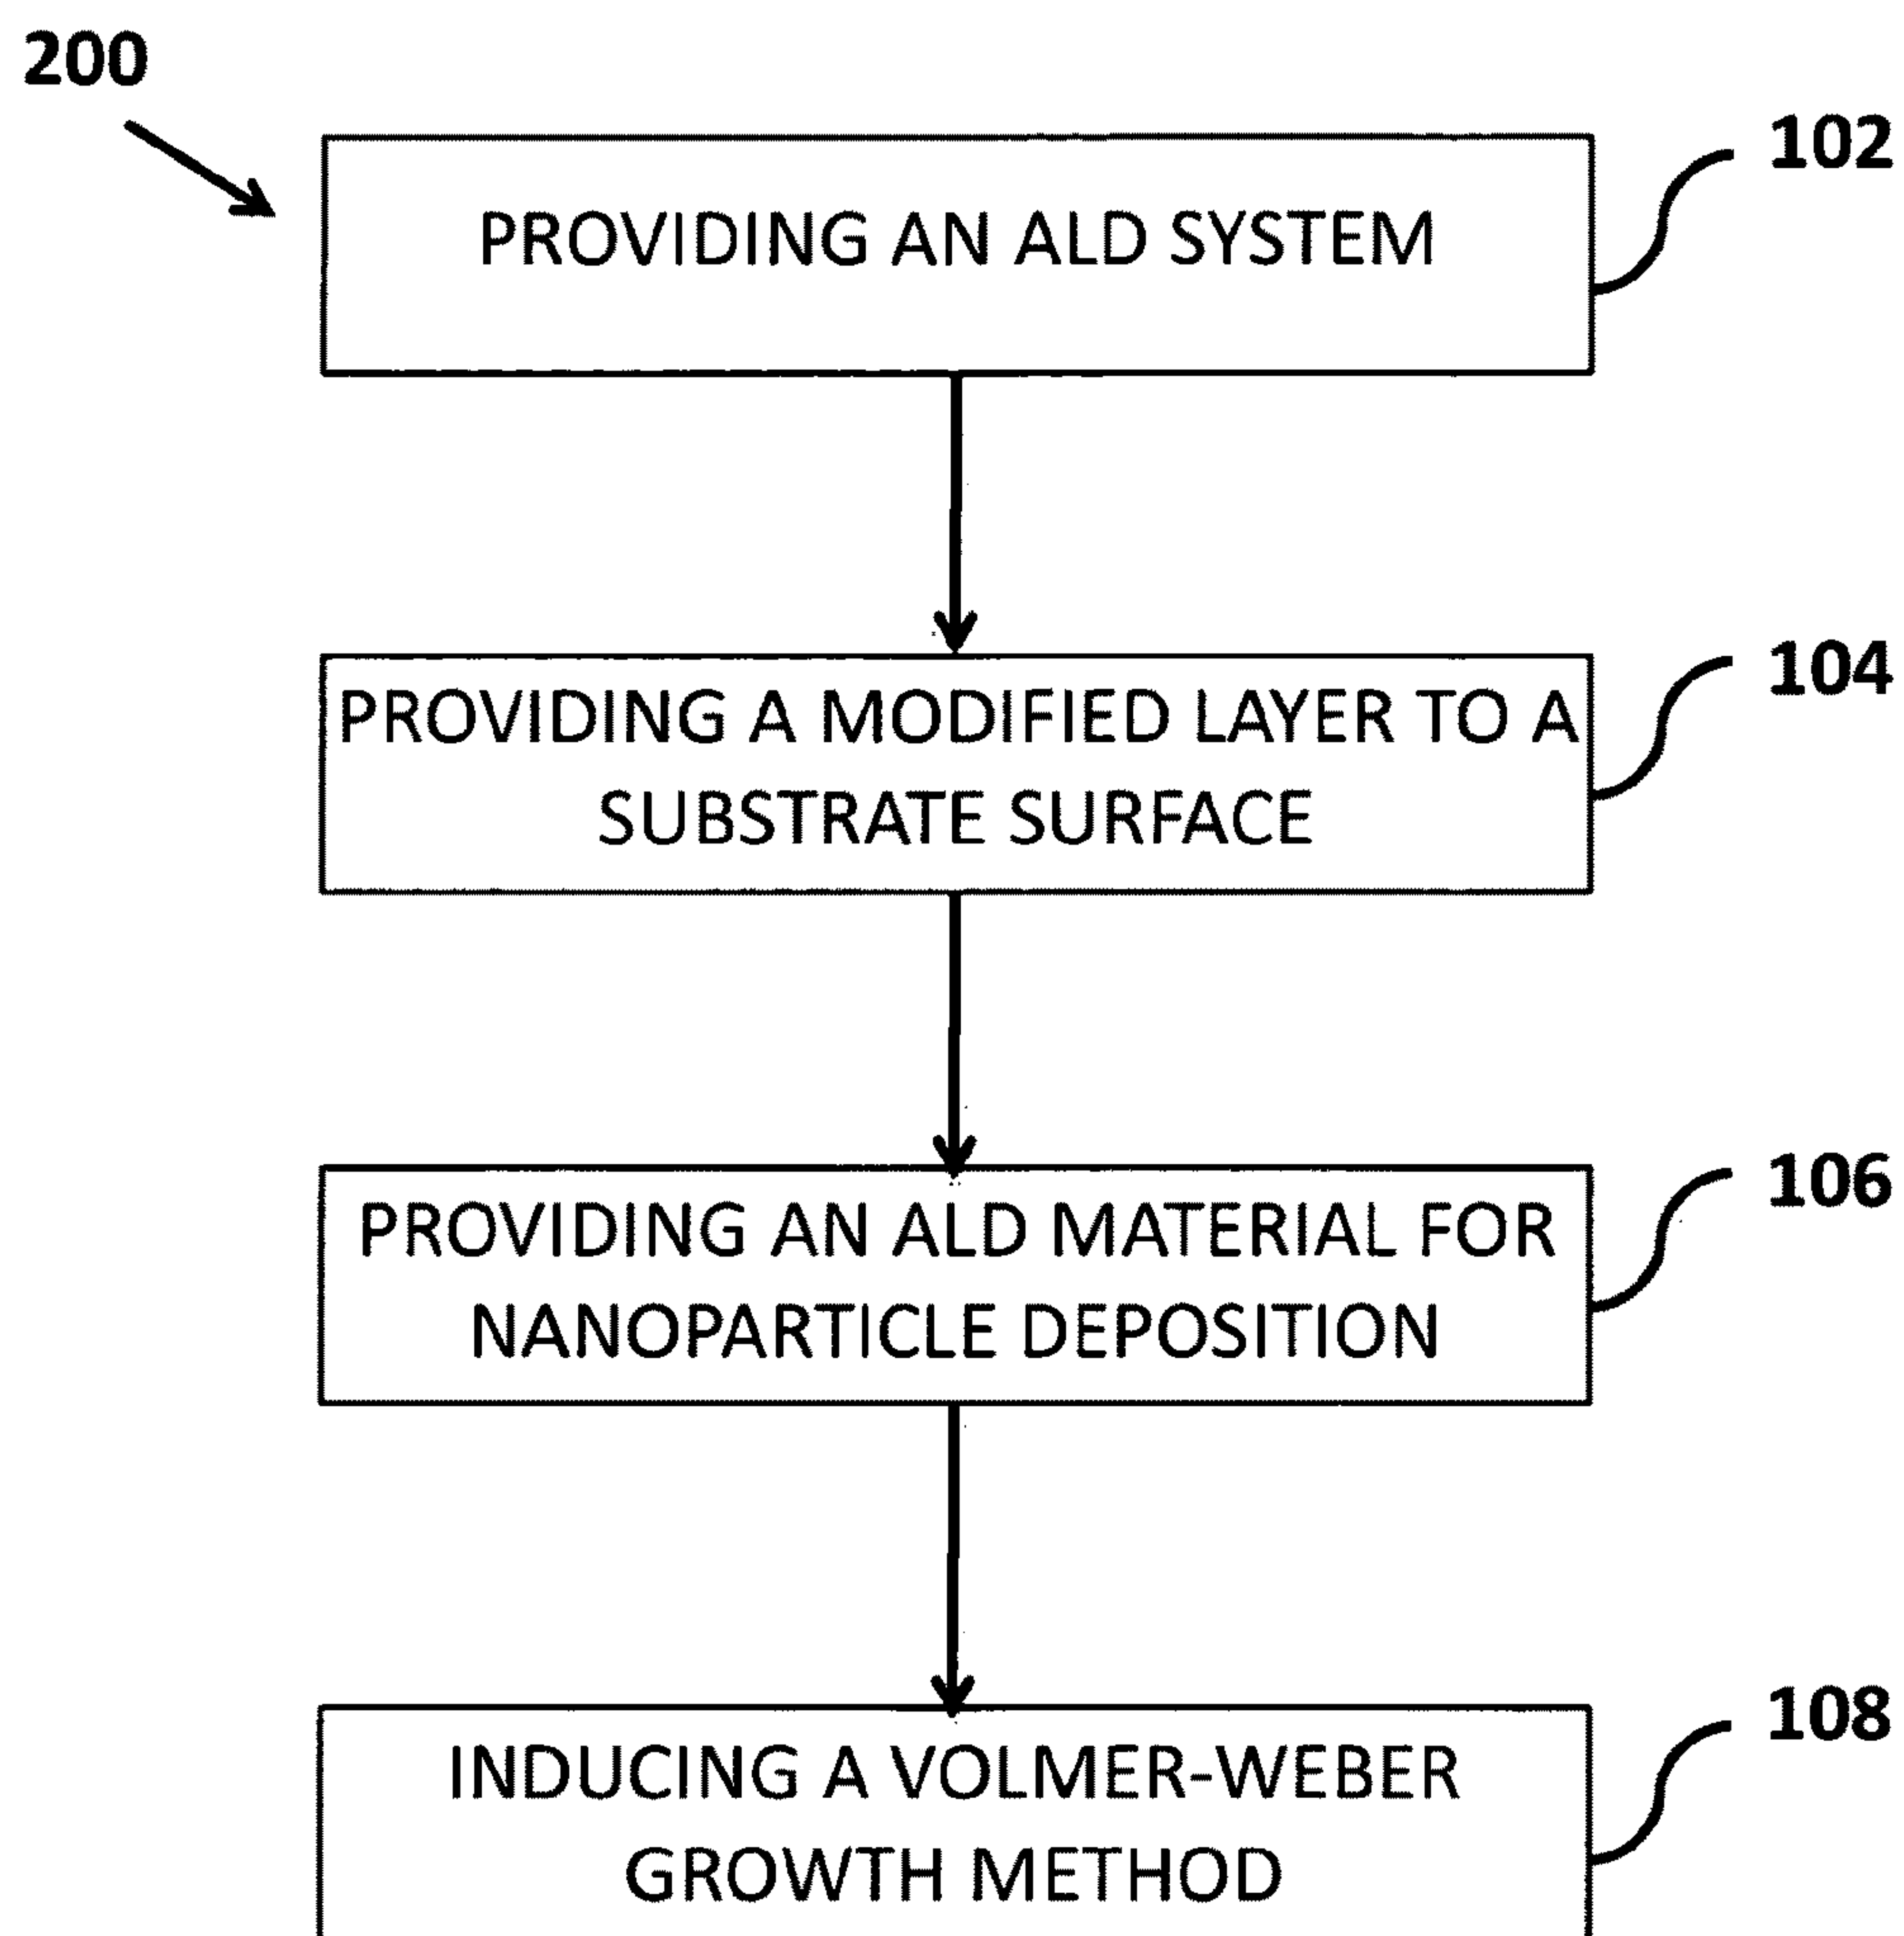 200
102
PROVIDING AN ALD SYSTEM
104
PROVIDING A MODIFIED LAYER TO A
SUBSTRATE SURFACE
106
PROVIDING AN ALD MATERIAL FOR
NANOPARTICLE DEPOSITION
108
INDUCING A VOLMER-WEBER
GROWTH METHOD